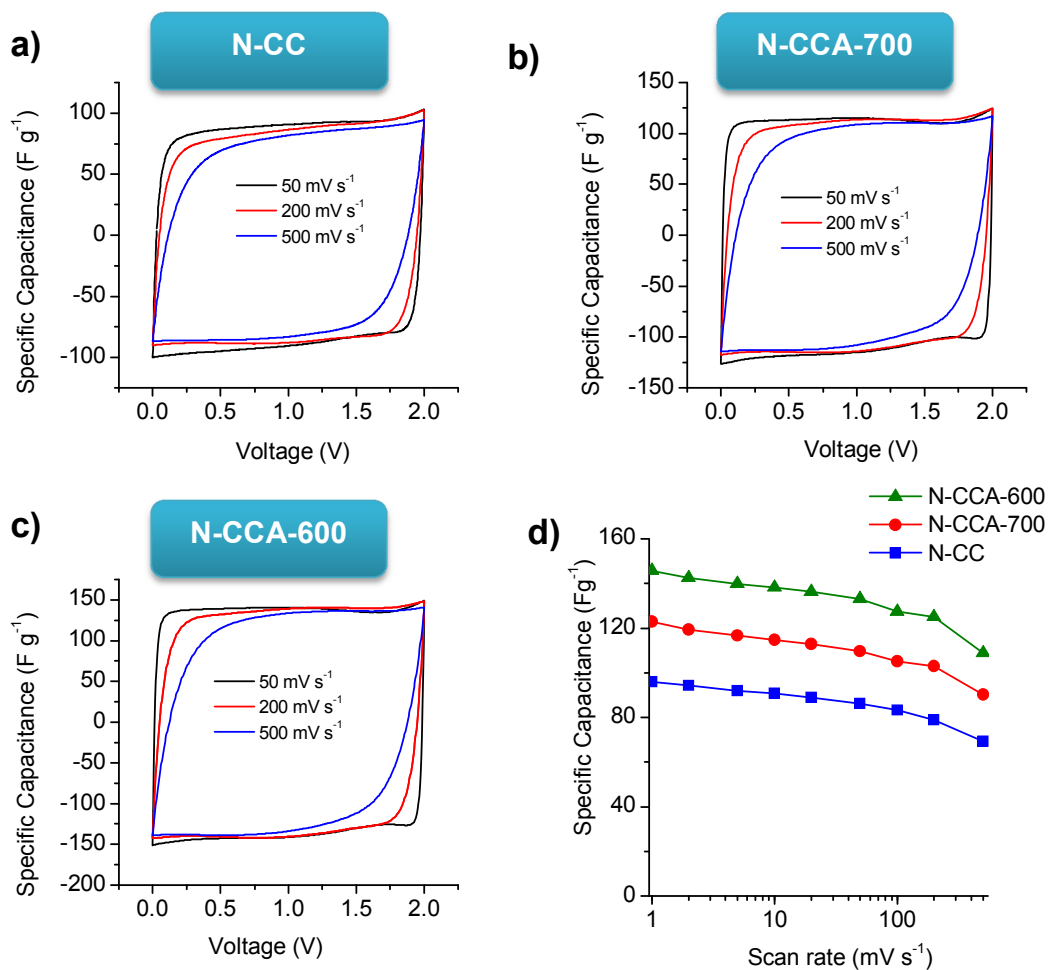 a)
N-CC
Specific Capacitance (F g⁻¹)
100
50
0
-50
-100
50 mV s⁻¹
200 mV s⁻¹
500 mV s⁻¹
0.0 0.5 1.0 1.5 2.0
Voltage (V)
b)
N-CCA-700
Specific Capacitance (F g⁻¹)
150
100
50
0
-50
-100
-150
50 mV s⁻¹
200 mV s⁻¹
500 mV s⁻¹
0.0 0.5 1.0 1.5 2.0
Voltage (V)
c)
N-CCA-600
Specific Capacitance (F g⁻¹)
150
100
50
0
-50
-100
-150
-200
50 mV s⁻¹
200 mV s⁻¹
500 mV s⁻¹
0.0 0.5 1.0 1.5 2.0
Voltage (V)
d)
N-CCA-600
N-CCA-700
N-CC
Specific Capacitance (Fg⁻¹)
160
120
80
40
0
1 10 100
Scan rate (mV s⁻¹)